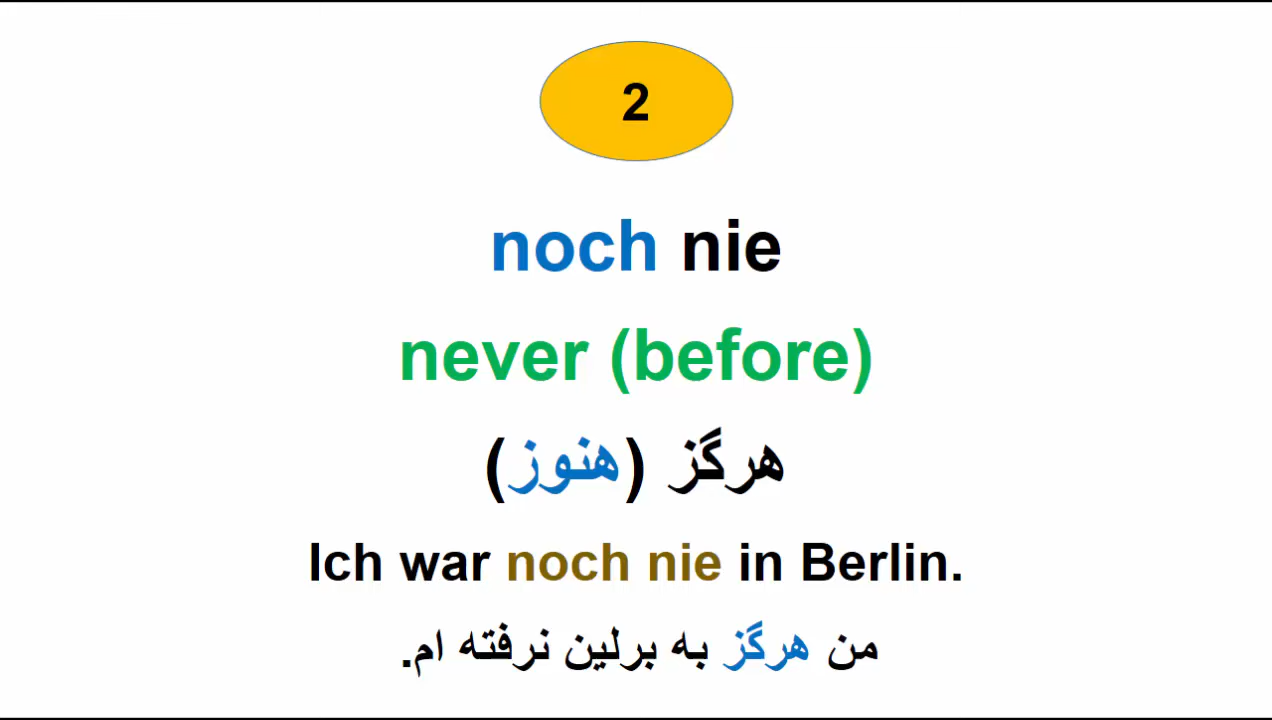 2
noch nie
never (before)
هرگز (هنوز)
Ich war noch nie in Berlin.
من هرگز به برلین نرفته ام.